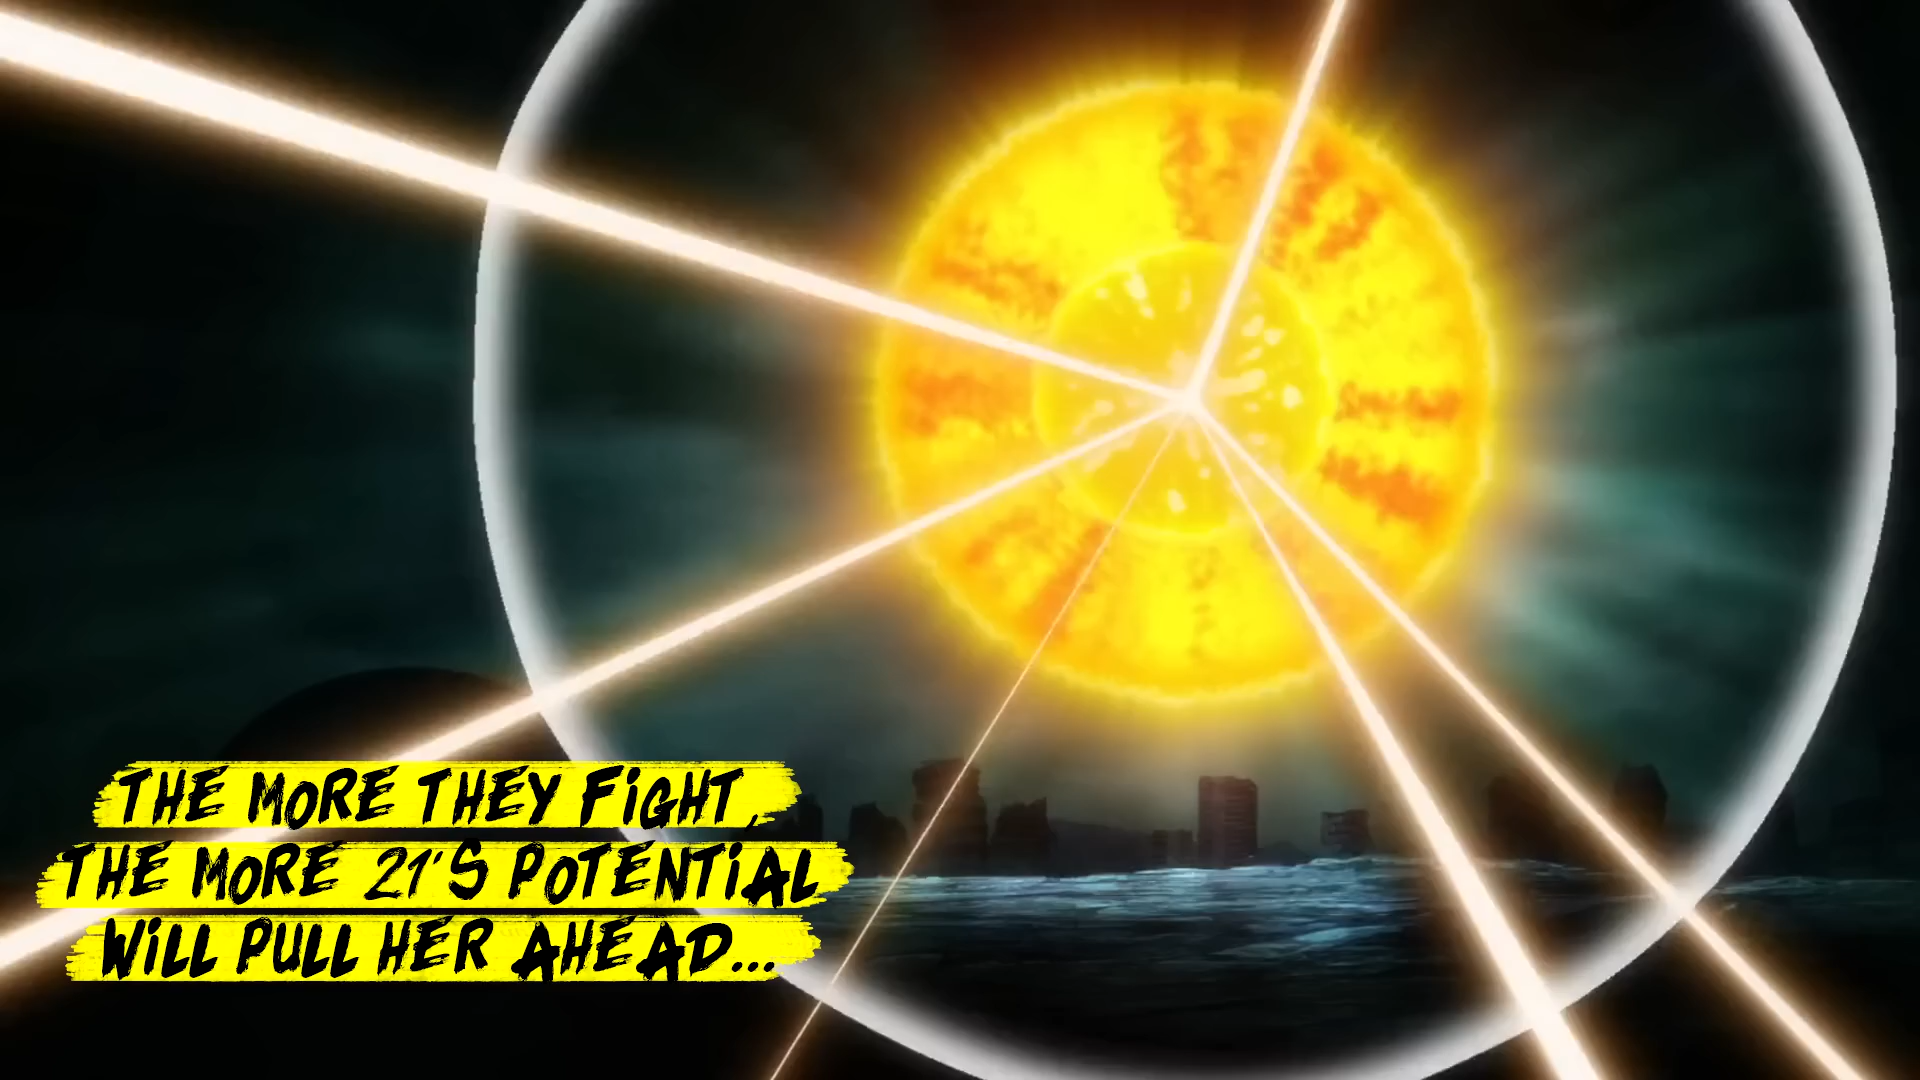 THE MORE THEY FIGHT,
THE MORE 21'S POTENTIAL
WILL PULL HER AHEAD...